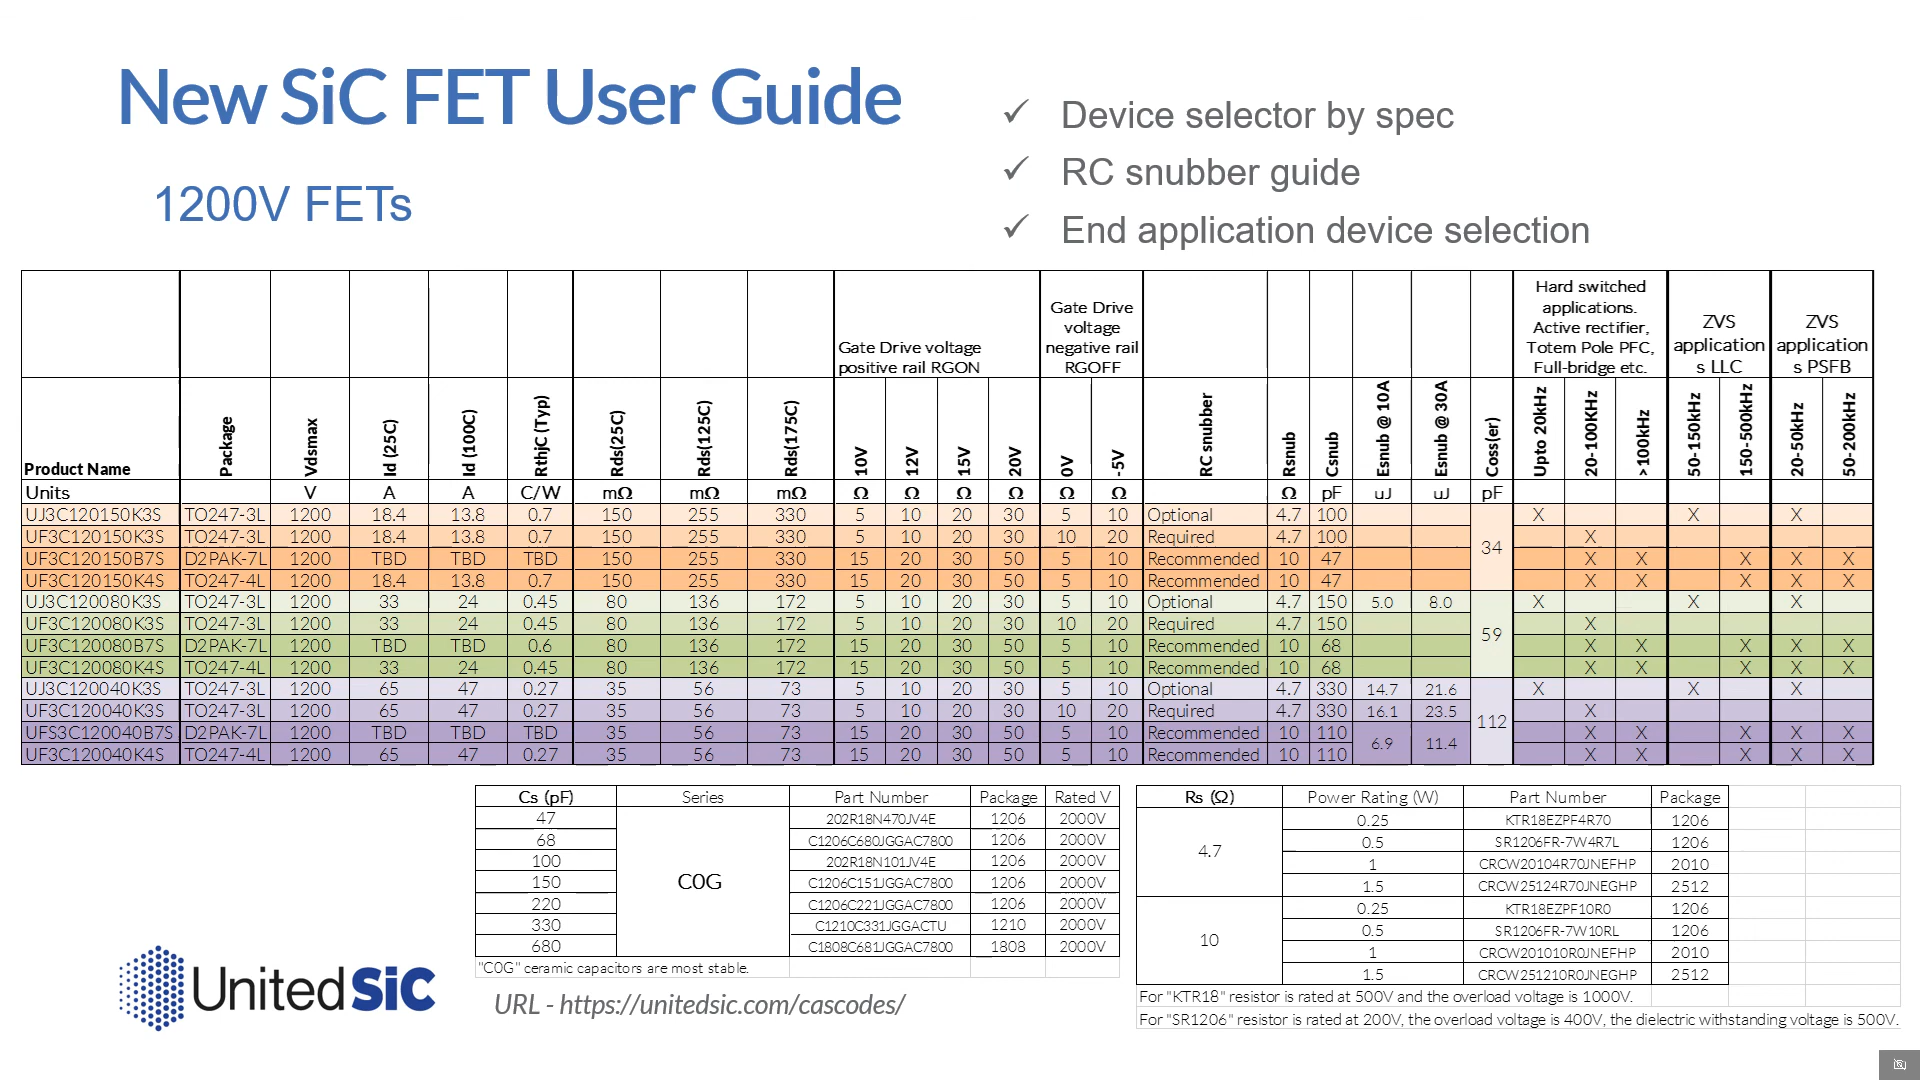 New SiC FET User Guide
1200V FETs
✓ Device selector by spec
✓ RC snubber guide
✓ End application device selection
Gate Drive voltage positive rail RGON
Gate Drive voltage negative rail RGOFF
Hard switched applications. Active rectifier, Totem Pole PFC, Full-bridge etc.
ZVS application s LLC
ZVS application s PSFB
Product Name Package Vdsmax Id (25C) Id (100C) RthjC (Typ) Rds(25C) Rds(125C) Rds(175C) 10V 12V 15V 20V 0V -5V RC snubber Rsnub Csnub Esnub @ 10A Esnub @ 30A Coss(er) Upto 20kHz 20-100KHz >100kHz 50-150kHz 150-500kHz 20-50kHz 50-200kHz
Units V A A C/W mΩ mΩ mΩ Ω Ω Ω Ω Ω Ω Ω pF uJ uJ pF
UJ3C120150K3S TO247-3L 1200 18.4 13.8 0.7 150 255 330 5 10 20 30 5 10 Optional 4.7 100 X X X
UF3C120150K3S TO247-3L 1200 18.4 13.8 0.7 150 255 330 5 10 20 30 10 20 Required 4.7 100 X
34
UF3C120150B7S D2PAK-7L 1200 TBD TBD TBD 150 255 330 15 20 30 50 5 10 Recommended 10 47 X X X X X
UF3C120150K4S TO247-4L 1200 18.4 13.8 0.7 150 255 330 15 20 30 50 5 10 Recommended 10 47 X X X X X
UJ3C120080K3S TO247-3L 1200 33 24 0.45 80 136 172 5 10 20 30 5 10 Optional 4.7 150 5.0 8.0 X X X
UF3C120080K3S TO247-3L 1200 33 24 0.45 80 136 172 5 10 20 30 10 20 Required 4.7 150 X
59
UF3C120080B7S D2PAK-7L 1200 TBD TBD 0.6 80 136 172 15 20 30 50 5 10 Recommended 10 68 X X X X X
UF3C120080K4S TO247-4L 1200 33 24 0.45 80 136 172 15 20 30 50 5 10 Recommended 10 68 X X X X X
UJ3C120040K3S TO247-3L 1200 65 47 0.27 35 56 73 5 10 20 30 5 10 Optional 4.7 330 14.7 21.6 X X X
UF3C120040K3S TO247-3L 1200 65 47 0.27 35 56 73 5 10 20 30 10 20 Required 4.7 330 16.1 23.5 X
112
UFS3C120040B7S D2PAK-7L 1200 TBD TBD TBD 35 56 73 15 20 30 50 5 10 Recommended 10 110 X X X X X
6.9 11.4
UF3C120040K4S TO247-4L 1200 65 47 0.27 35 56 73 15 20 30 50 5 10 Recommended 10 110 X X X X X
Cs (pF) Series Part Number Package Rated V
47 202R18N470JV4E 1206 2000V
68 C1206C680JGGAC7800 1206 2000V
100 202R18N101JV4E 1206 2000V
150 C0G C1206C151JGGAC7800 1206 2000V
220 C1206C221JGGAC7800 1206 2000V
330 C1210C331JGGACTU 1210 2000V
680 C1808C681JGGAC7800 1808 2000V
"C0G" ceramic capacitors are most stable.
Rs (Ω) Power Rating (W) Part Number Package
0.25 KTR18EZPF4R70 1206
4.7
0.5 SR1206FR-7W4R7L 1206
1 CRCW20104R70JNEFHP 2010
1.5 CRCW25124R70JNEGHP 2512
0.25 KTR18EZPF10R0 1206
10
0.5 SR1206FR-7W10RL 1206
1 CRCW201010R0JNEFHP 2010
1.5 CRCW251210R0JNEGHP 2512
For "KTR18" resistor is rated at 500V and the overload voltage is 1000V.
For "SR1206" resistor is rated at 200V, the overload voltage is 400V, the dielectric withstanding voltage is 500V.
UnitedSiC
URL - https://unitedsic.com/cascodes/